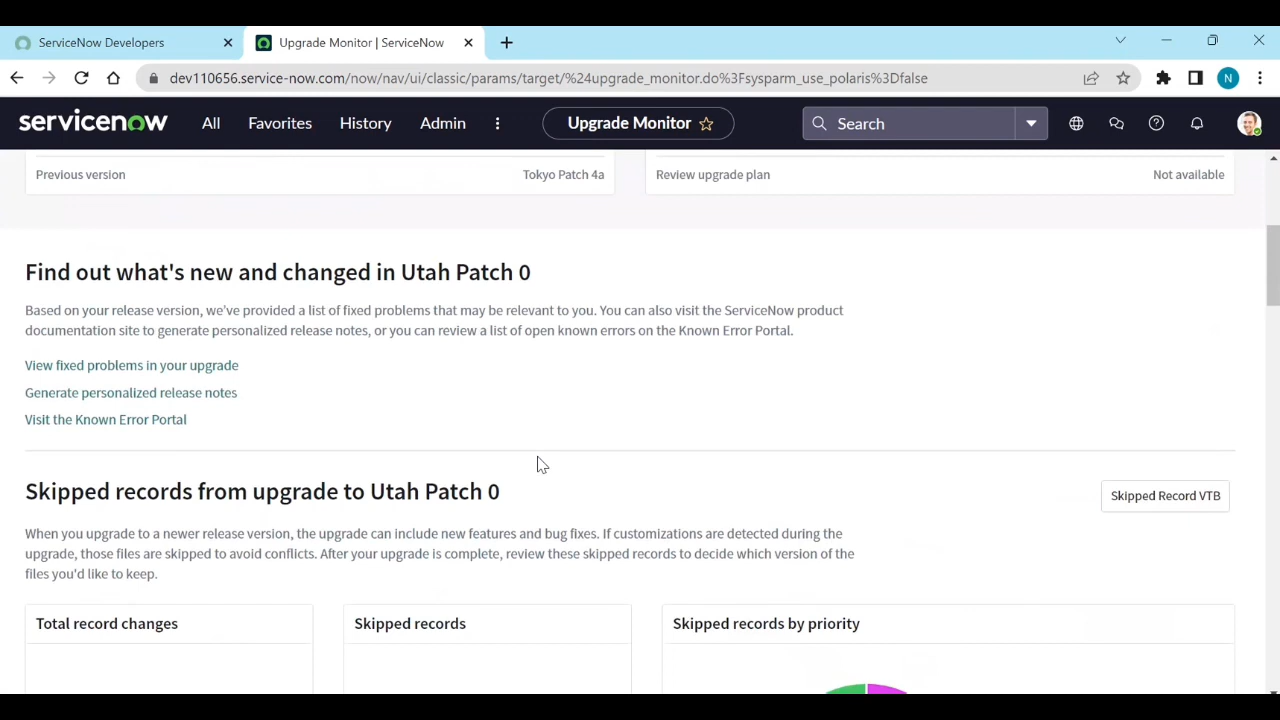 ServiceNow Developers
Upgrade Monitor | ServiceNow
dev110656.service-now.com/now/nav/ui/classic/params/target/%24upgrade_monitor.do%3Fsysparm_use_polaris%3Dfalse
N
servicenow
All
Favorites
History
Admin
Upgrade Monitor
Search
Previous version
Tokyo Patch 4a
Review upgrade plan
Not available
Find out what's new and changed in Utah Patch 0
Based on your release version, we've provided a list of fixed problems that may be relevant to you. You can also visit the ServiceNow product
documentation site to generate personalized release notes, or you can review a list of open known errors on the Known Error Portal.
View fixed problems in your upgrade
Generate personalized release notes
Visit the Known Error Portal
Skipped records from upgrade to Utah Patch 0
Skipped Record VTB
When you upgrade to a newer release version, the upgrade can include new features and bug fixes. If customizations are detected during the
upgrade, those files are skipped to avoid conflicts. After your upgrade is complete, review these skipped records to decide which version of the
files you'd like to keep.
Total record changes
Skipped records
Skipped records by priority